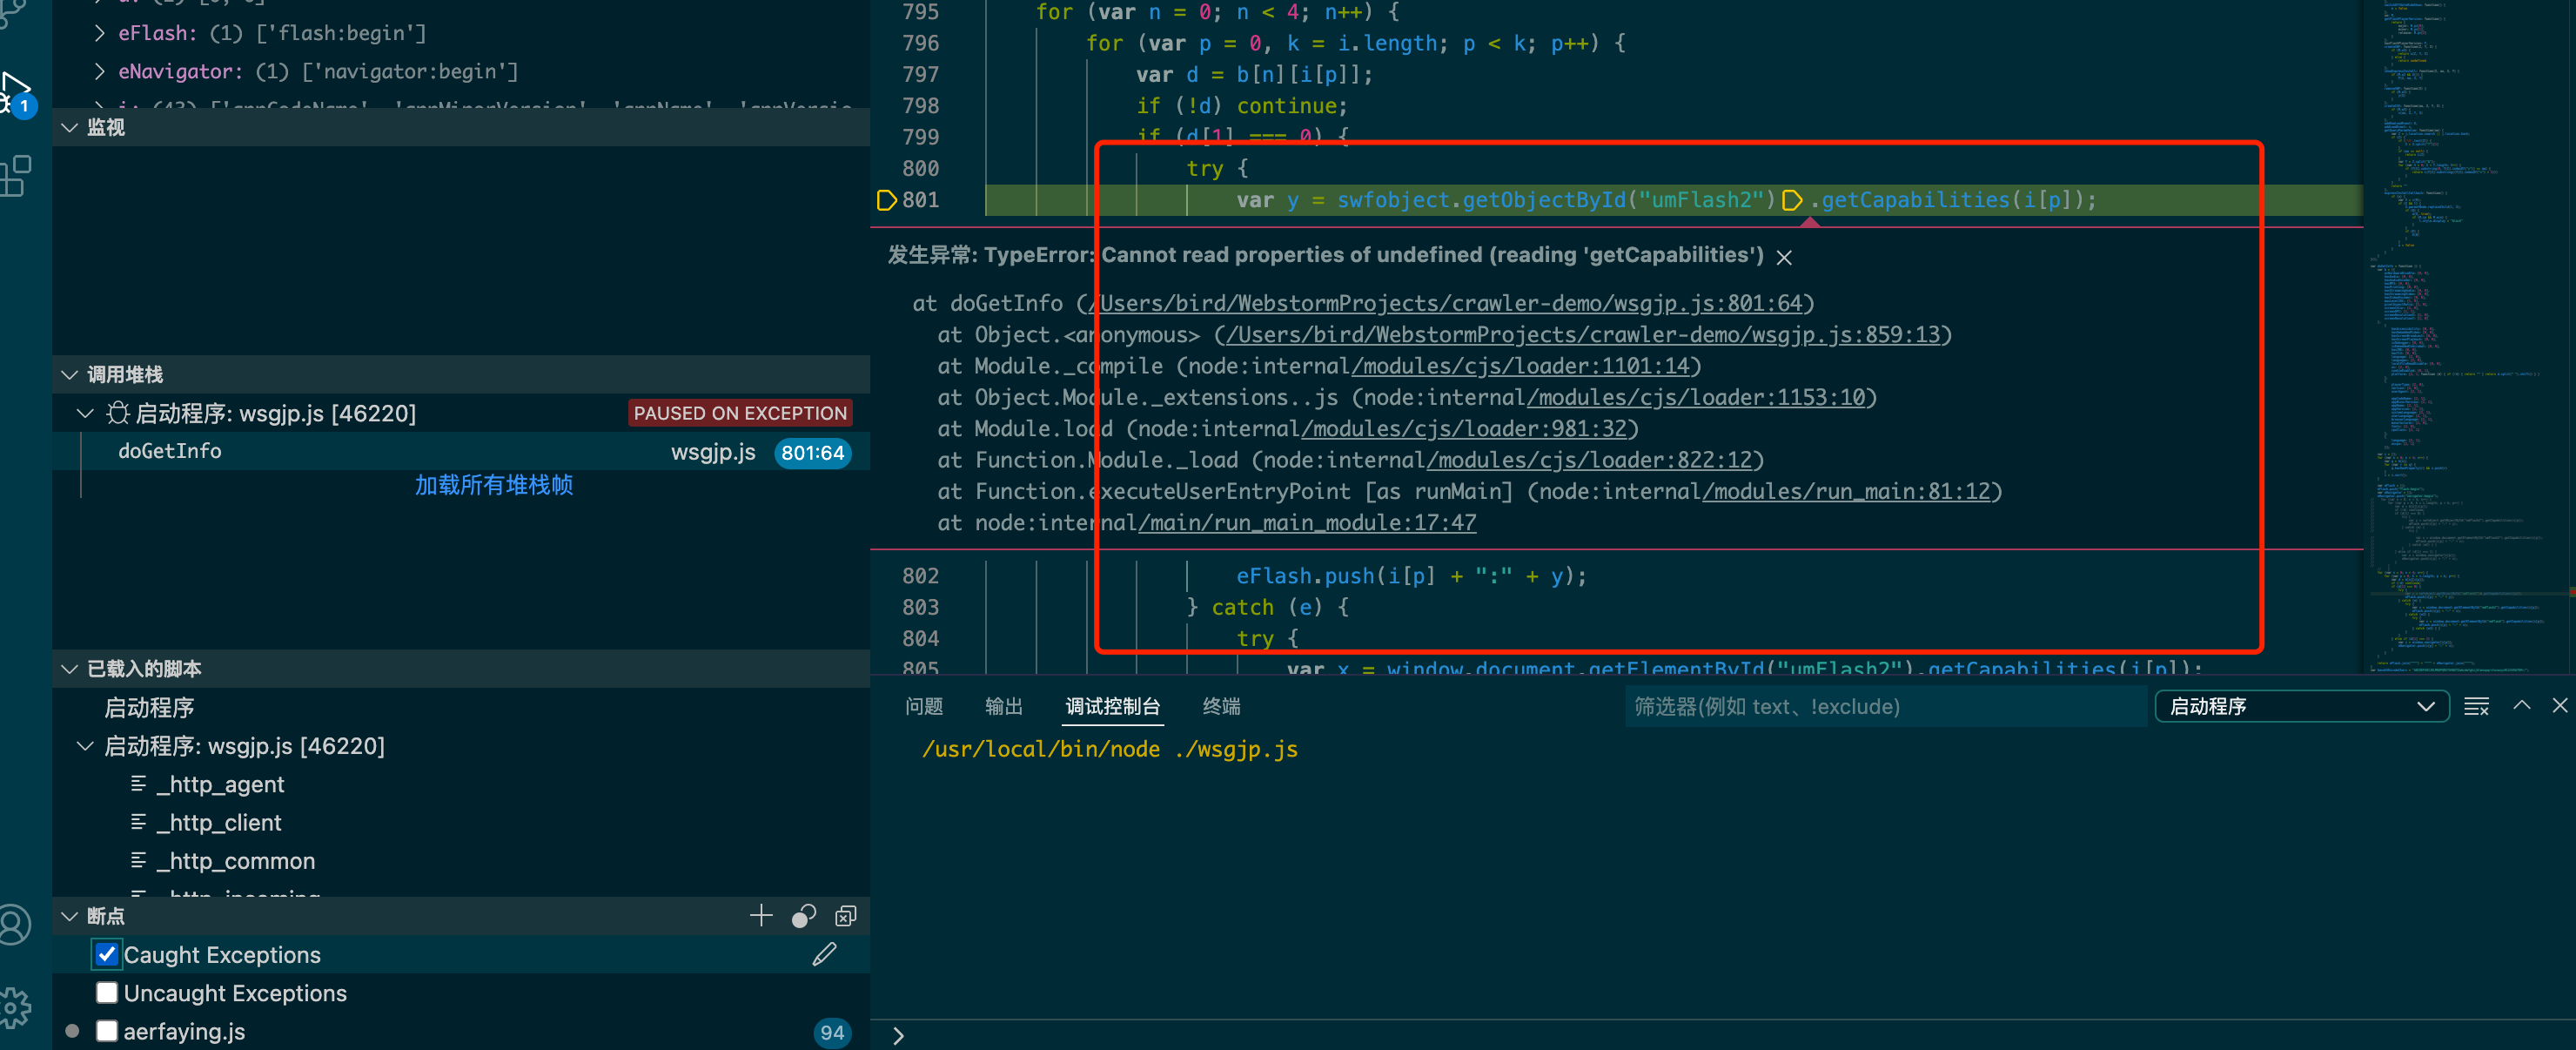 eFlash: (1) ['flash:begin']
eNavigator: (1) ['navigator:begin']
i: (43) ['appCodeName', 'appMinorVersion', 'appName', 'appVersio
1
监视
调用堆栈
启动程序: wsgjp.js [46220]
PAUSED ON EXCEPTION
doGetInfo
wsgjp.js
801:64
加载所有堆栈帧
已载入的脚本
启动程序
启动程序: wsgjp.js [46220]
_http_agent
_http_client
_http_common
_http_incoming
断点
Caught Exceptions
Uncaught Exceptions
aerfaying.js
94
795 for (var n = 0; n < 4; n++) {
796 for (var p = 0, k = i.length; p < k; p++) {
797 var d = b[n][i[p]];
798 if (!d) continue;
799 if (d[1] === 0) {
800 try {
801 var y = swfobject.getObjectById("umFlash2").getCapabilities(i[p]);
发生异常: TypeError: Cannot read properties of undefined (reading 'getCapabilities')
at doGetInfo (/Users/bird/WebstormProjects/crawler-demo/wsgjp.js:801:64)
at Object.<anonymous> (/Users/bird/WebstormProjects/crawler-demo/wsgjp.js:859:13)
at Module._compile (node:internal/modules/cjs/loader:1101:14)
at Object.Module._extensions..js (node:internal/modules/cjs/loader:1153:10)
at Module.load (node:internal/modules/cjs/loader:981:32)
at Function.Module._load (node:internal/modules/cjs/loader:822:12)
at Function.executeUserEntryPoint [as runMain] (node:internal/modules/run_main:81:12)
at node:internal/main/run_main_module:17:47
802 eFlash.push(i[p] + ":" + y);
803 } catch (e) {
804 try {
805 var x = window.document.getElementById("umFlash2").getCapabilities(i[p]);
问题 输出 调试控制台 终端
筛选器(例如 text、!exclude)
启动程序
/usr/local/bin/node ./wsgjp.js